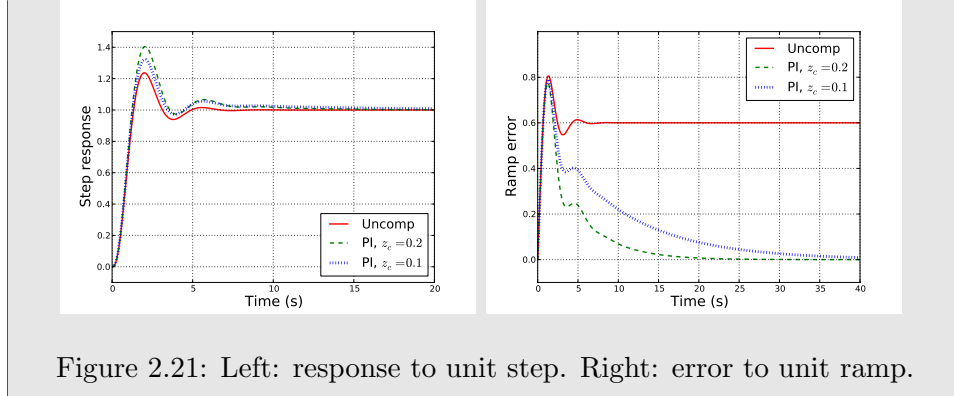 1.4
1.2
1.0
0.8
0.6
0.4
0.2
0.0
Step response
0 5 10 15 20
Time (s)
Uncomp
PI, z_c = 0.2
PI, z_c = 0.1
0.8
0.6
0.4
0.2
0.0
Ramp error
0 5 10 15 20 25 30 35 40
Time (s)
Uncomp
PI, z_c = 0.2
PI, z_c = 0.1
Figure 2.21: Left: response to unit step. Right: error to unit ramp.